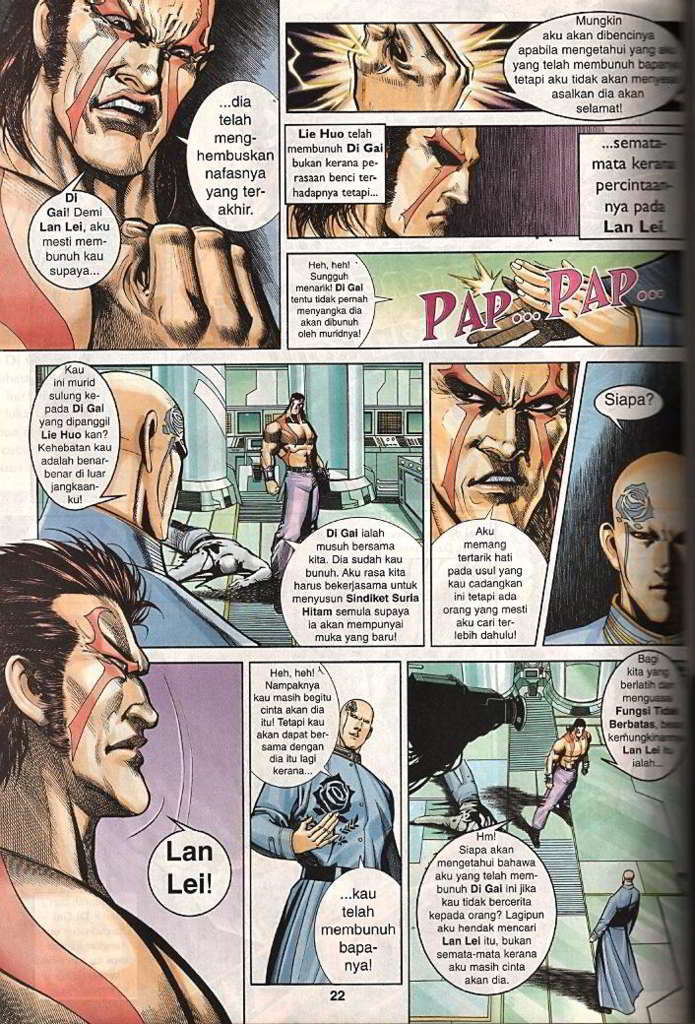 ...dia
telah
meng-
hembuskan
nafasnya
yang ter-
akhir.
Di
Gai! Demi
Lan Lei, aku
mesti mem-
bunuh kau
supaya...
Mungkin
aku akan dibencinya
apabila mengetahui yang aku
yang telah membunuh bapanya
tetapi aku tidak akan menyesal
asalkan dia akan
selamat!
Lie Huo telah
membunuh Di Gai
bukan kerana pe-
rasaan benci ter-
hadapnya tetapi...
...semata-
mata kerana
percintaan-
nya pada
Lan Lei.
Heh, heh!
Sungguh
menarik! Di Gai
tentu tidak pernah
menyangka dia
akan dibunuh
oleh muridnya!
PAP...PAP...
Kau
ini murid
sulung ke-
pada Di Gai
yang dipanggil
Lie Huo kan?
Kehebatan kau
adalah benar-
benar di luar
jangkaan-
ku!
Di Gai ialah
musuh bersama
kita. Dia sudah kau
bunuh. Aku rasa kita
harus bekerjasama untuk
menyusun Sindiket Suria
Hitam semula supaya
ia akan mempunyai
muka yang baru!
Aku
memang
tertarik hati
pada usul yang
kau cadangkan
ini tetapi ada
orang yang mesti
aku cari ter-
lebih dahulu!
Siapa?
Lan
Lei!
Heh, heh!
Nampaknya
kau masih begitu
cinta akan dia
itu! Tetapi kau
akan dapat ber-
sama dengan
dia itu lagi
kerana...
...kau
telah
membunuh
bapa-
nya!
Bagi
kita yang
berlatih dan
menguasai
Fungsi Tidak
Berbatas, besar
kemungkinannya
Lan Lei itu
ialah...
Hm!
Siapa akan
mengetahui bahawa
aku yang telah mem-
bunuh Di Gai ini jika
kau tidak bercerita
kepada orang? Lagipun
aku hendak mencari
Lan Lei itu, bukan
semata-mata kerana
aku masih cinta
akan dia.
22